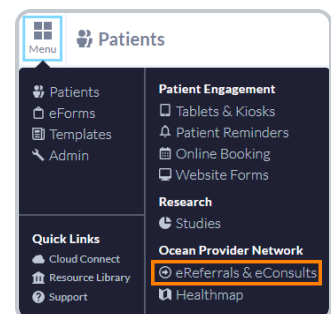 Menu
Patients
Patients
eForms
Templates
Admin
Quick Links
Cloud Connect
Resource Library
Support
Patient Engagement
Tablets & Kiosks
Patient Reminders
Online Booking
Website Forms
Research
Studies
Ocean Provider Network
eReferrals & eConsults
Healthmap